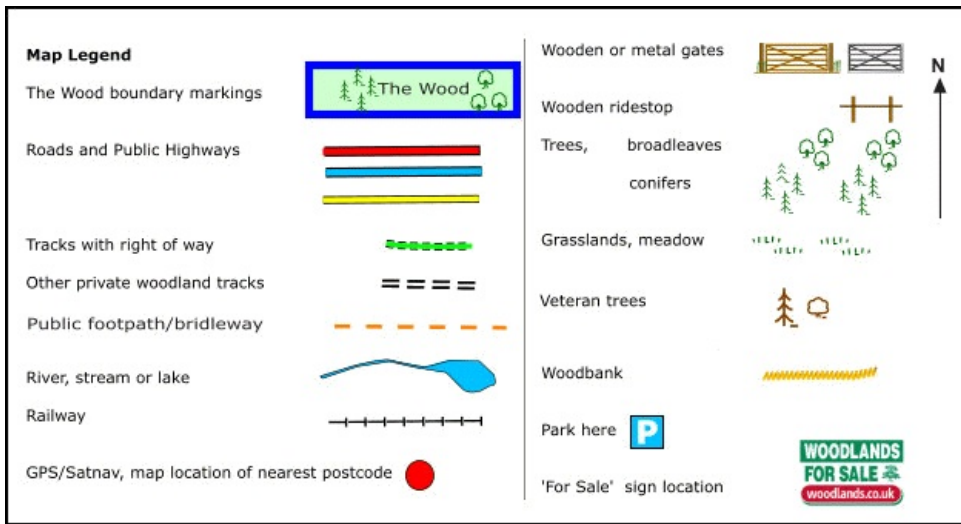 Map Legend
The Wood boundary markings
The Wood
Roads and Public Highways
Tracks with right of way
Other private woodland tracks
Public footpath/bridleway
River, stream or lake
Railway
GPS/Satnav, map location of nearest postcode
Wooden or metal gates
N
Wooden ridestop
Trees, broadleaves
conifers
Grasslands, meadow
Veteran trees
Woodbank
Park here P
'For Sale' sign location
WOODLANDS
FOR SALE
woodlands.co.uk